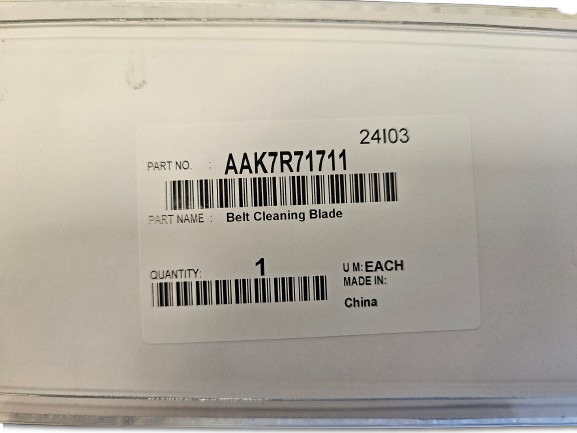 24I03
PART NO. : AAK7R71711
PART NAME : Belt Cleaning Blade
QUANTITY: 1 U M: EACH
MADE IN:
China